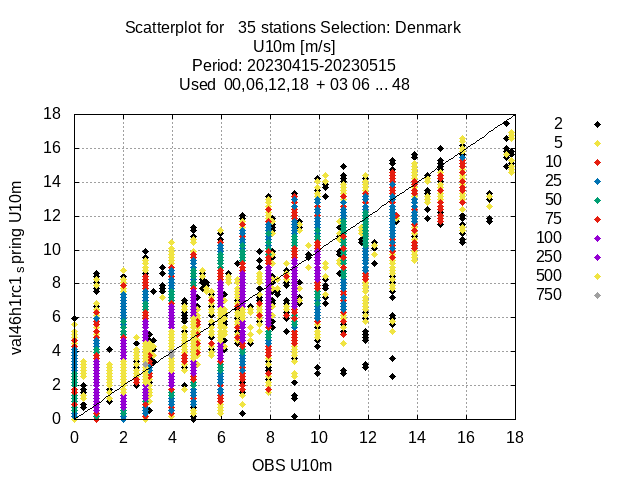 Scatterplot for   35 stations Selection: Denmark
U10m [m/s]
Period: 20230415-20230515
Used  00,06,12,18  + 03 06 ... 48
val46h1rc1 s pring U10m
18
16
14
12
10
8
6
4
2
0
0 2 4 6 8 10 12 14 16 18
OBS U10m
2
5
10
25
50
75
100
250
500
750